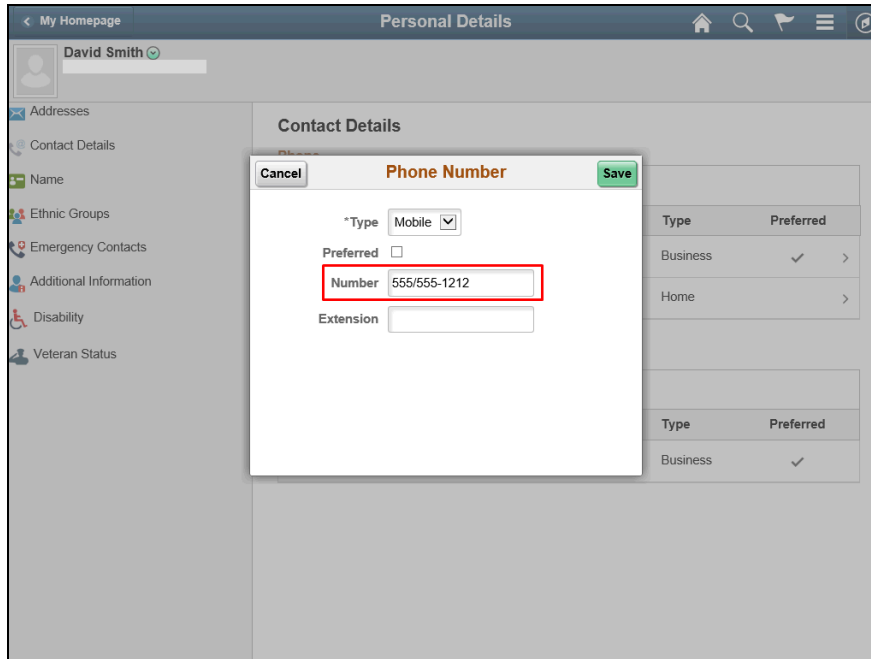 My Homepage
Personal Details
David Smith
Addresses
Contact Details
Name
Ethnic Groups
Emergency Contacts
Additional Information
Disability
Veteran Status
Contact Details
Phone
Cancel
Phone Number
Save
*Type Mobile
Preferred
Number 555/555-1212
Extension
Type Preferred
Business
Home
Type Preferred
Business